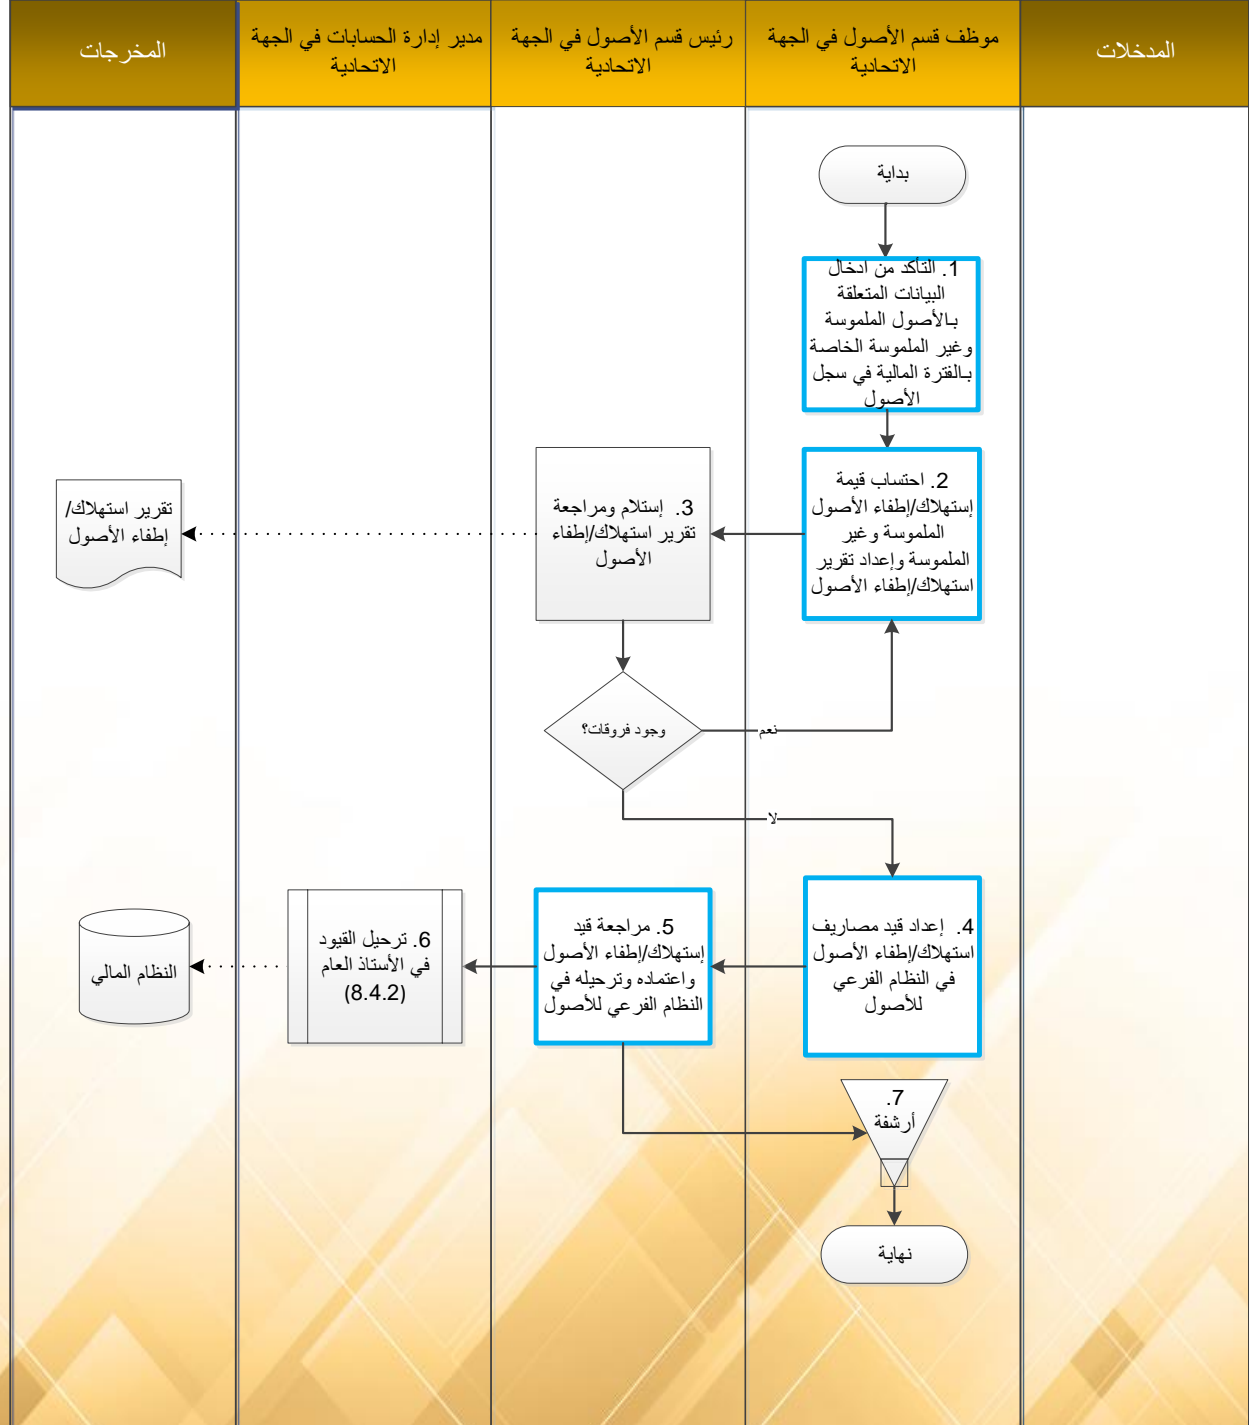 المدخلات
موظف قسم الأصول في الجهة
الاتحادية
رئيس قسم الأصول في الجهة
الاتحادية
مدير إدارة الحسابات في الجهة
الاتحادية
المخرجات
بداية
1. التأكد من ادخال
البيانات المتعلقة
بالأصول الملموسة
وغير الملموسة الخاصة
بالفترة المالية في سجل
الأصول
2. احتساب قيمة
إستهلاك/إطفاء الأصول
الملموسة وغير
الملموسة وإعداد تقرير
استهلاك/إطفاء الأصول
3. إستلام ومراجعة
تقرير استهلاك/إطفاء
الأصول
تقرير استهلاك/
إطفاء الأصول
وجود فروقات؟
نعم
لا
4. إعداد قيد مصاريف
استهلاك/إطفاء الأصول
في النظام الفرعي
للأصول
5. مراجعة قيد
إستهلاك/إطفاء الأصول
واعتماده وترحيله في
النظام الفرعي للأصول
6. ترحيل القيود
في الأستاذ العام
(8.4.2)
النظام المالي
7.
أرشفة
نهاية